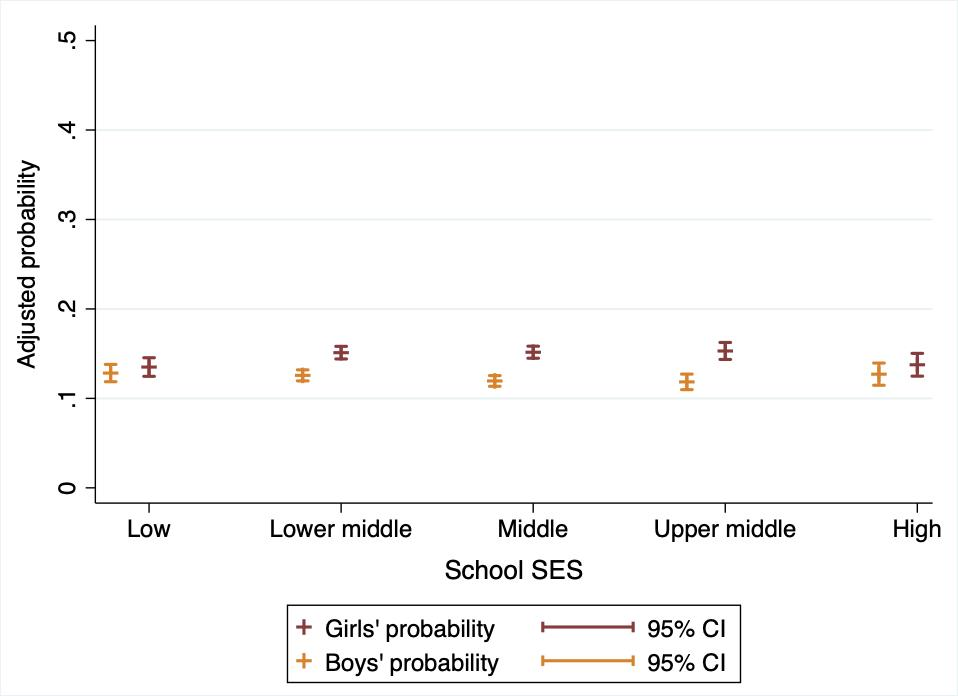 .5
.4
.3
.2
.1
0
Adjusted probability
Low Lower middle Middle Upper middle High
School SES
Girls' probability 95% CI
Boys' probability 95% CI